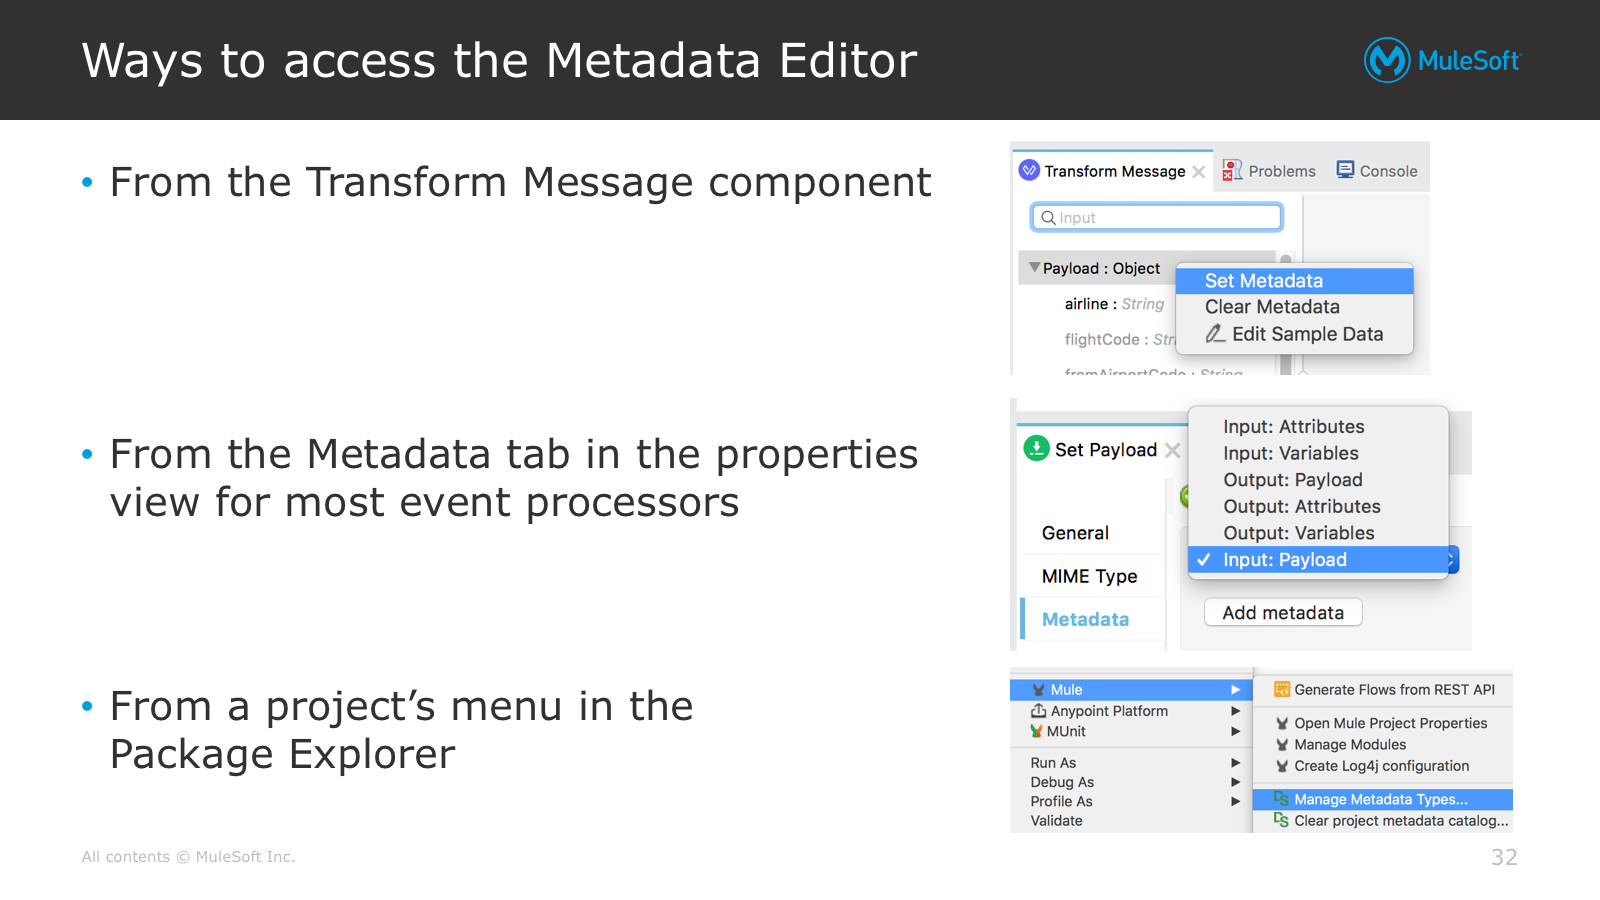 Ways to access the Metadata Editor
MuleSoft
• From the Transform Message component
Transform Message
Problems
Console
Input
Payload : Object
Set Metadata
airline : String
Clear Metadata
flightCode :
Edit Sample Data
fromAirportCode : String
• From the Metadata tab in the properties
view for most event processors
Set Payload
Input: Attributes
Input: Variables
Output: Payload
Output: Attributes
Output: Variables
✓ Input: Payload
General
MIME Type
Metadata
Add metadata
• From a project’s menu in the
Package Explorer
Mule
Anypoint Platform
MUnit
Run As
Debug As
Profile As
Validate
Generate Flows from REST API
Open Mule Project Properties
Manage Modules
Create Log4j configuration
Manage Metadata Types...
Clear project metadata catalog...
All contents © MuleSoft Inc.
32